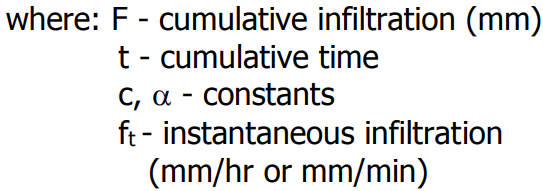 where: F - cumulative infiltration (mm)
t - cumulative time
c, α - constants
fₜ - instantaneous infiltration
(mm/hr or mm/min)